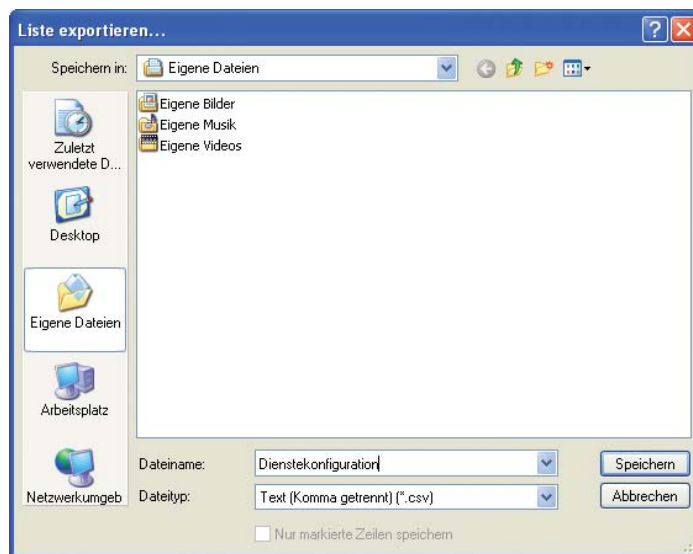 Liste exportieren...
Speichern in:
Eigene Dateien
Zuletzt
verwendete D...
Desktop
Eigene Dateien
Arbeitsplatz
Netzwerkumgeb
Eigene Bilder
Eigene Musik
Eigene Videos
Dateiname:
Dienstekonfiguration
Speichern
Dateityp:
Text (Komma getrennt) (*.csv)
Abbrechen
Nur markierte Zeilen speichern